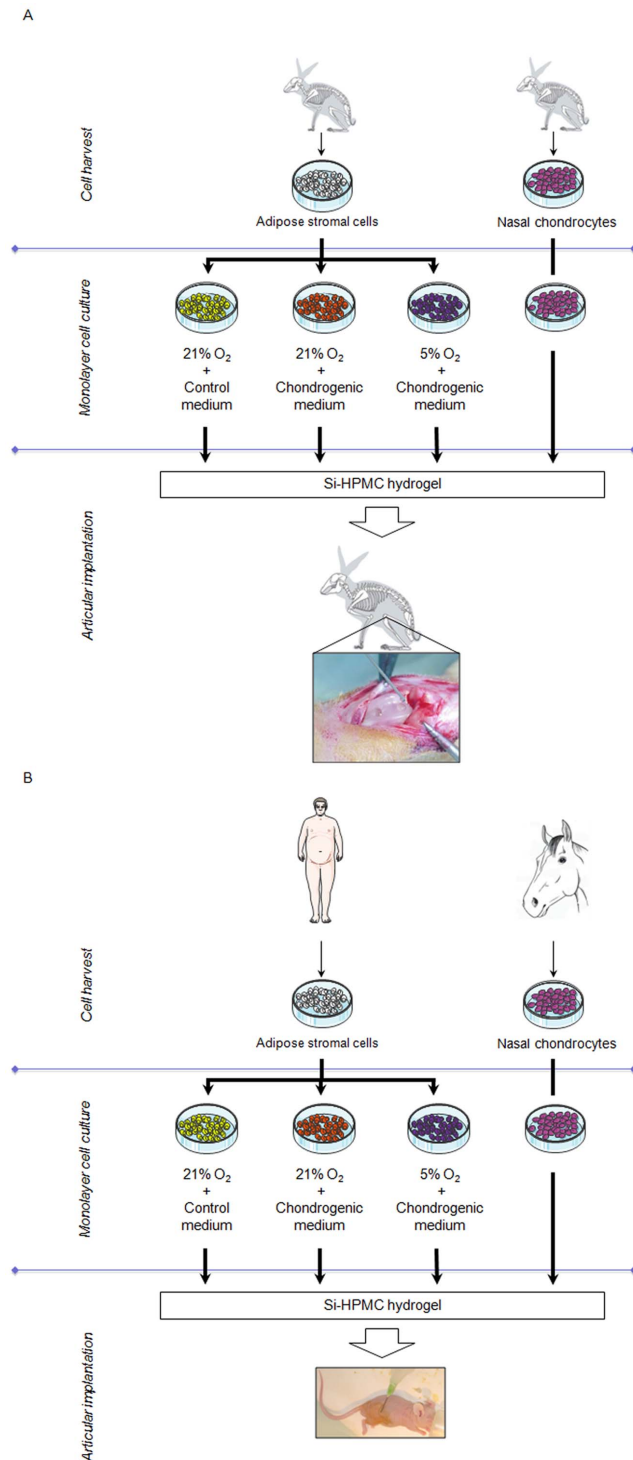 A
Cell harvest
Adipose stromal cells
Nasal chondrocytes
Monolayer cell culture
21% O₂
+
Control
medium
21% O₂
+
Chondrogenic
medium
5% O₂
+
Chondrogenic
medium
Si-HPMC hydrogel
Articular implantation
B
Cell harvest
Adipose stromal cells
Nasal chondrocytes
Monolayer cell culture
21% O₂
+
Control
medium
21% O₂
+
Chondrogenic
medium
5% O₂
+
Chondrogenic
medium
Si-HPMC hydrogel
Articular implantation